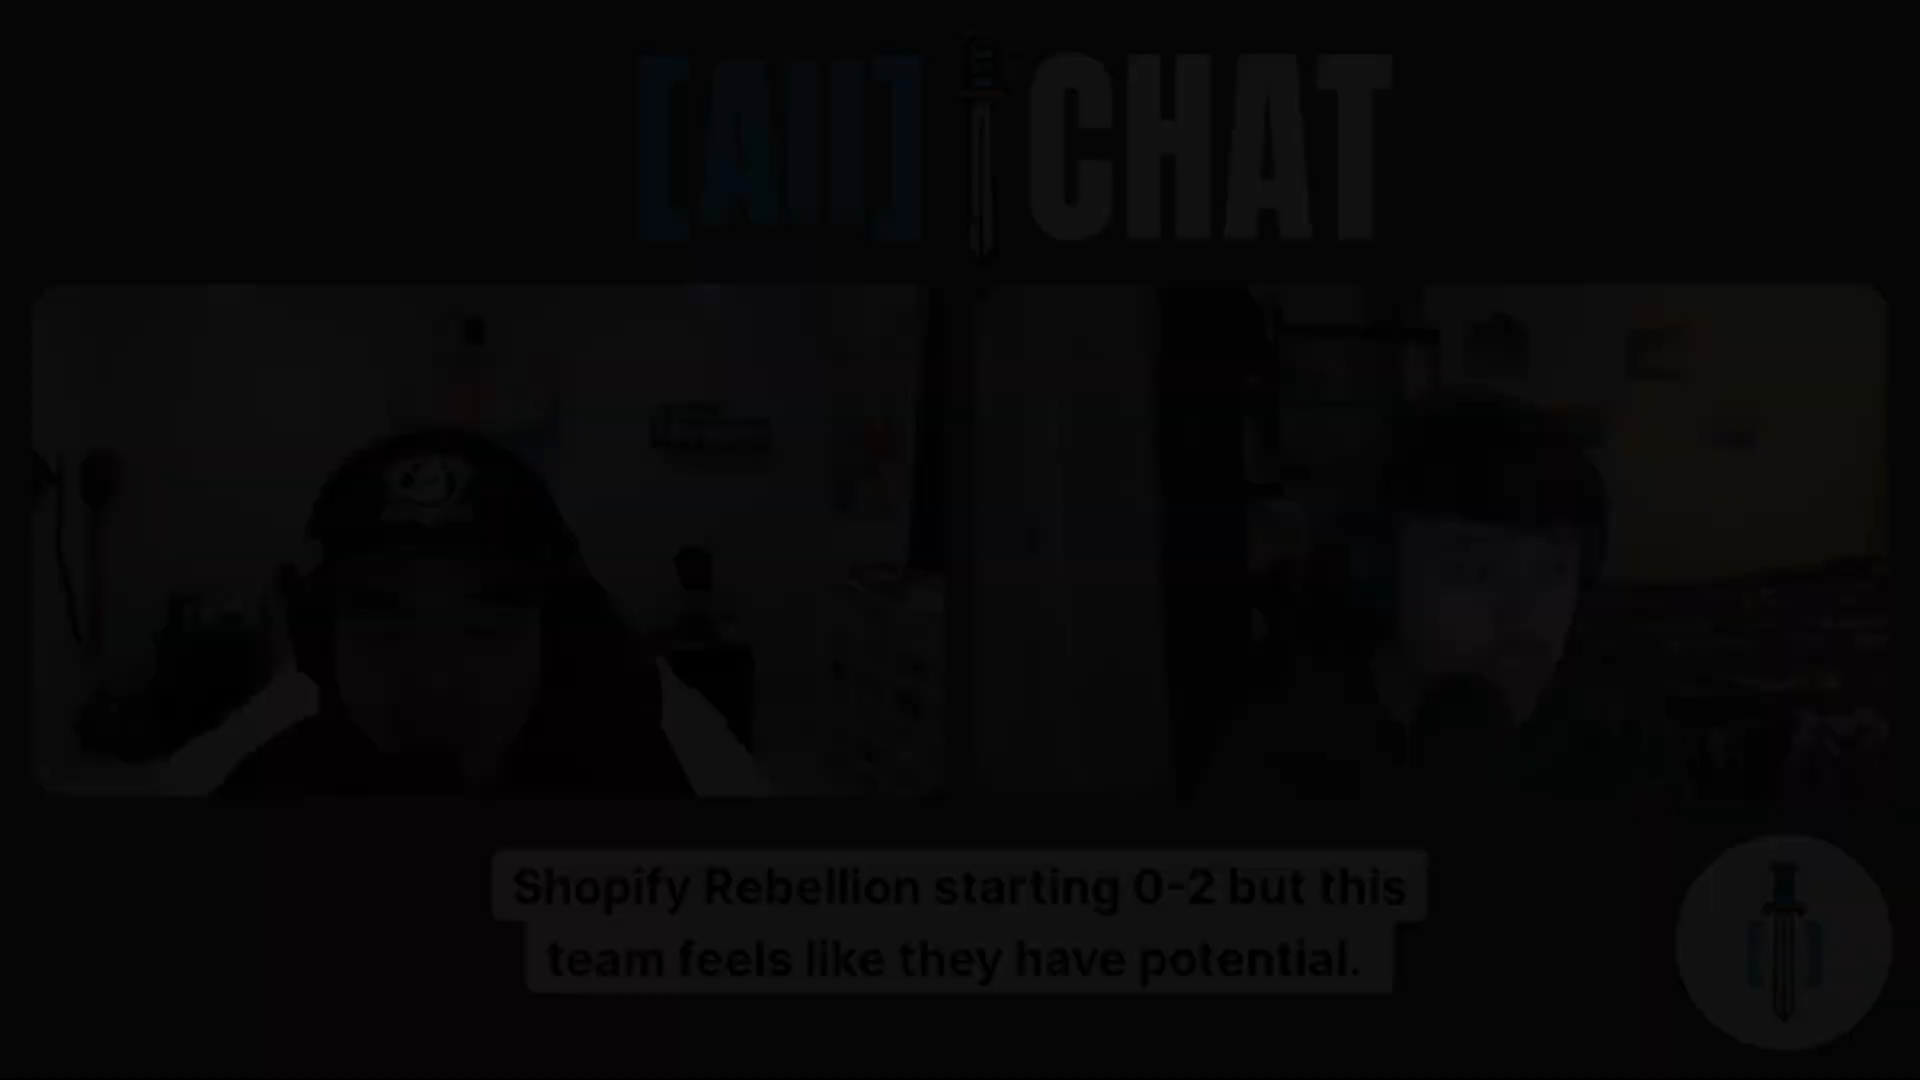 [All] CHAT
Shopify Rebellion starting 0-2 but this
team feels like they have potential.